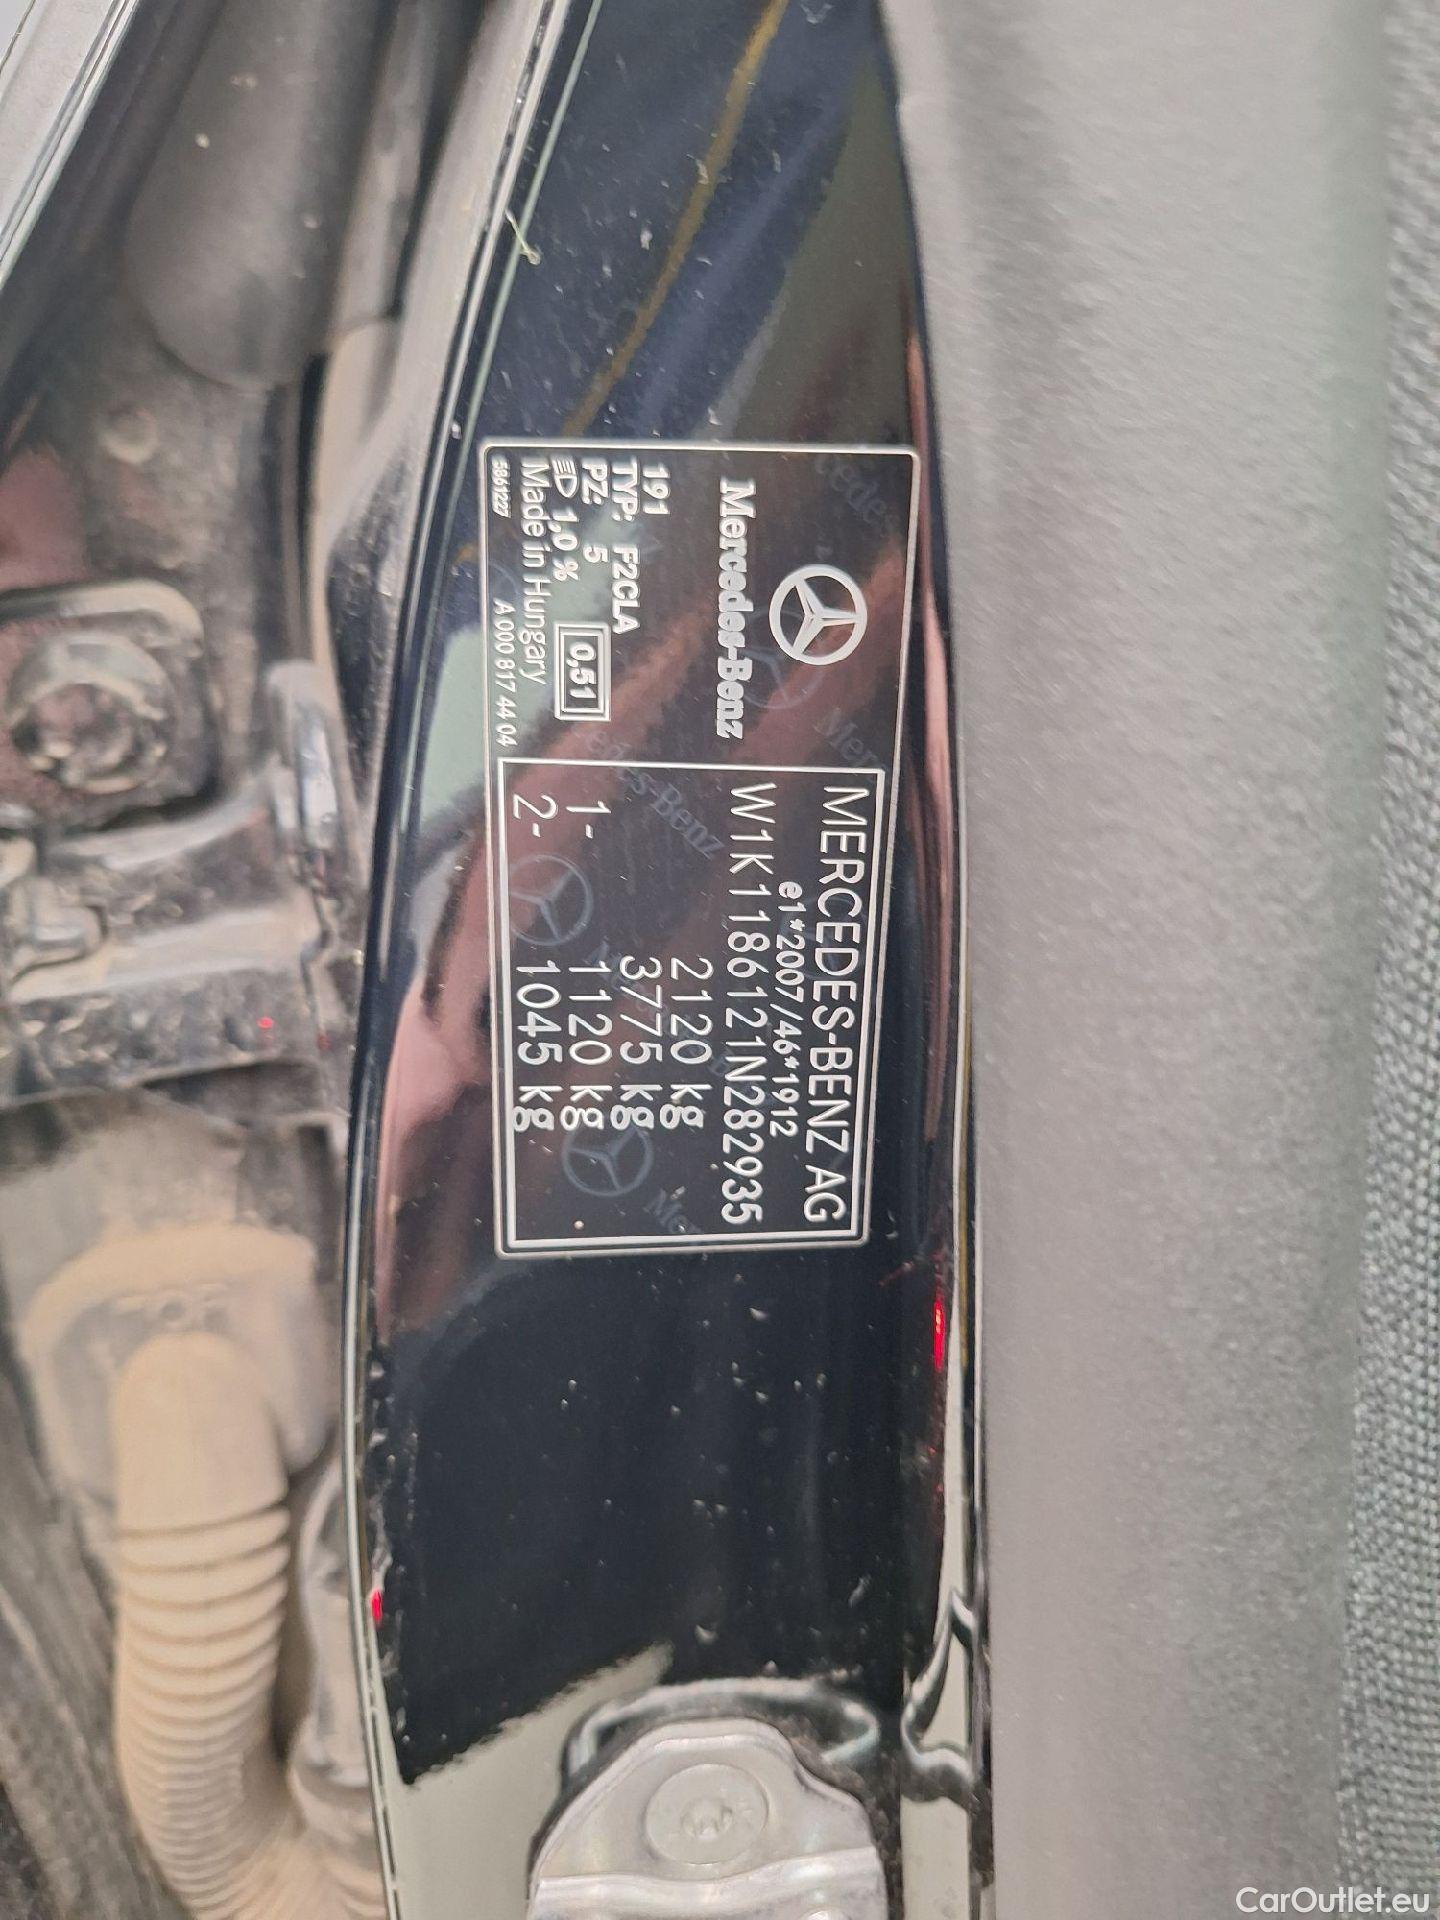 Mercedes-Benz
191
TYP: F2CLA
PZ: 5
1,0 %
0,51
Made in Hungary
5861227
A 000 817 44 04
MERCEDES-BENZ AG
e1*2007/46*1912
W1K1186121N282935
2120 kg
3775 kg
1- 1120 kg
2- 1045 kg
CarOutlet.eu